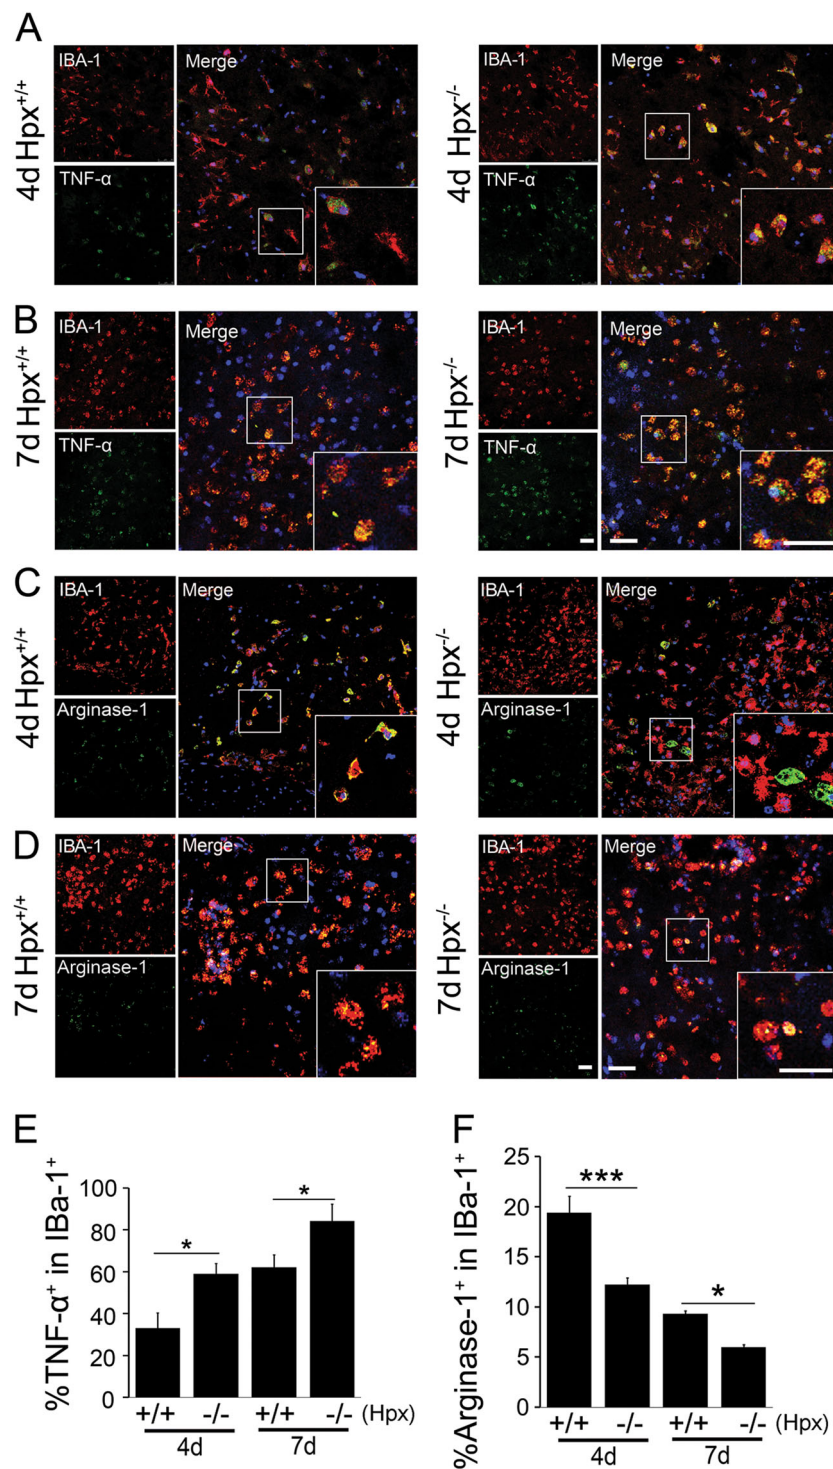 A
4d Hpx+/+
IBA-1
Merge
TNF-α
4d Hpx-/-
IBA-1
Merge
TNF-α
B
7d Hpx+/+
IBA-1
Merge
TNF-α
7d Hpx-/-
IBA-1
Merge
TNF-α
C
4d Hpx+/+
IBA-1
Merge
Arginase-1
4d Hpx-/-
IBA-1
Merge
Arginase-1
D
7d Hpx+/+
IBA-1
Merge
Arginase-1
7d Hpx-/-
IBA-1
Merge
Arginase-1
E
%TNF-α+ in IBa-1+
100
80
60
40
20
0
*
*
+/+ -/- +/+ -/- (Hpx)
4d 7d
F
%Arginase-1+ in IBa-1+
25
20
15
10
5
0
***
*
+/+ -/- +/+ -/- (Hpx)
4d 7d